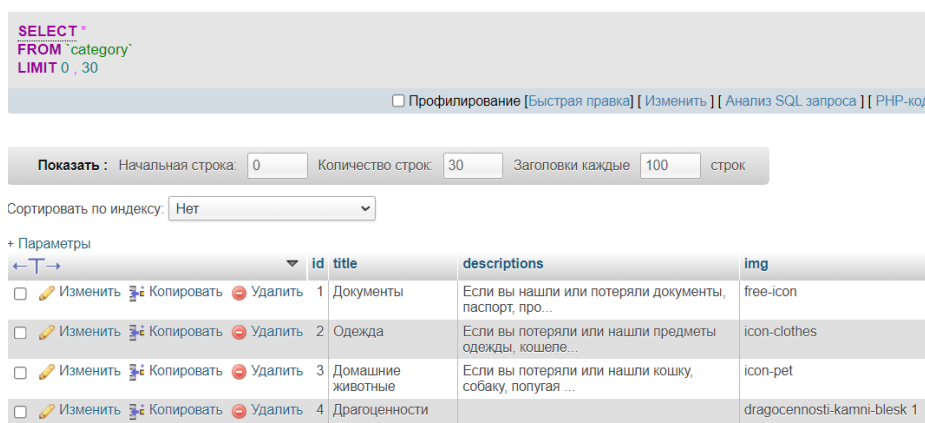 SELECT *
FROM `category`
LIMIT 0 , 30
Профилирование [Быстрая правка] [ Изменить ] [ Анализ SQL запроса ] [ PHP-код
Показать : Начальная строка: 0 Количество строк: 30 Заголовки каждые 100 строк
Сортировать по индексу: Нет
+ Параметры
←T→ id title descriptions img
Изменить Копировать Удалить 1 Документы Если вы нашли или потеряли документы, free-icon
паспорт, про...
Изменить Копировать Удалить 2 Одежда Если вы потеряли или нашли предметы icon-clothes
одежды, кошеле...
Изменить Копировать Удалить 3 Домашние Если вы потеряли или нашли кошку, icon-pet
животные собаку, попугая ...
Изменить Копировать Удалить 4 Драгоценности dragocennosti-kamni-blesk 1